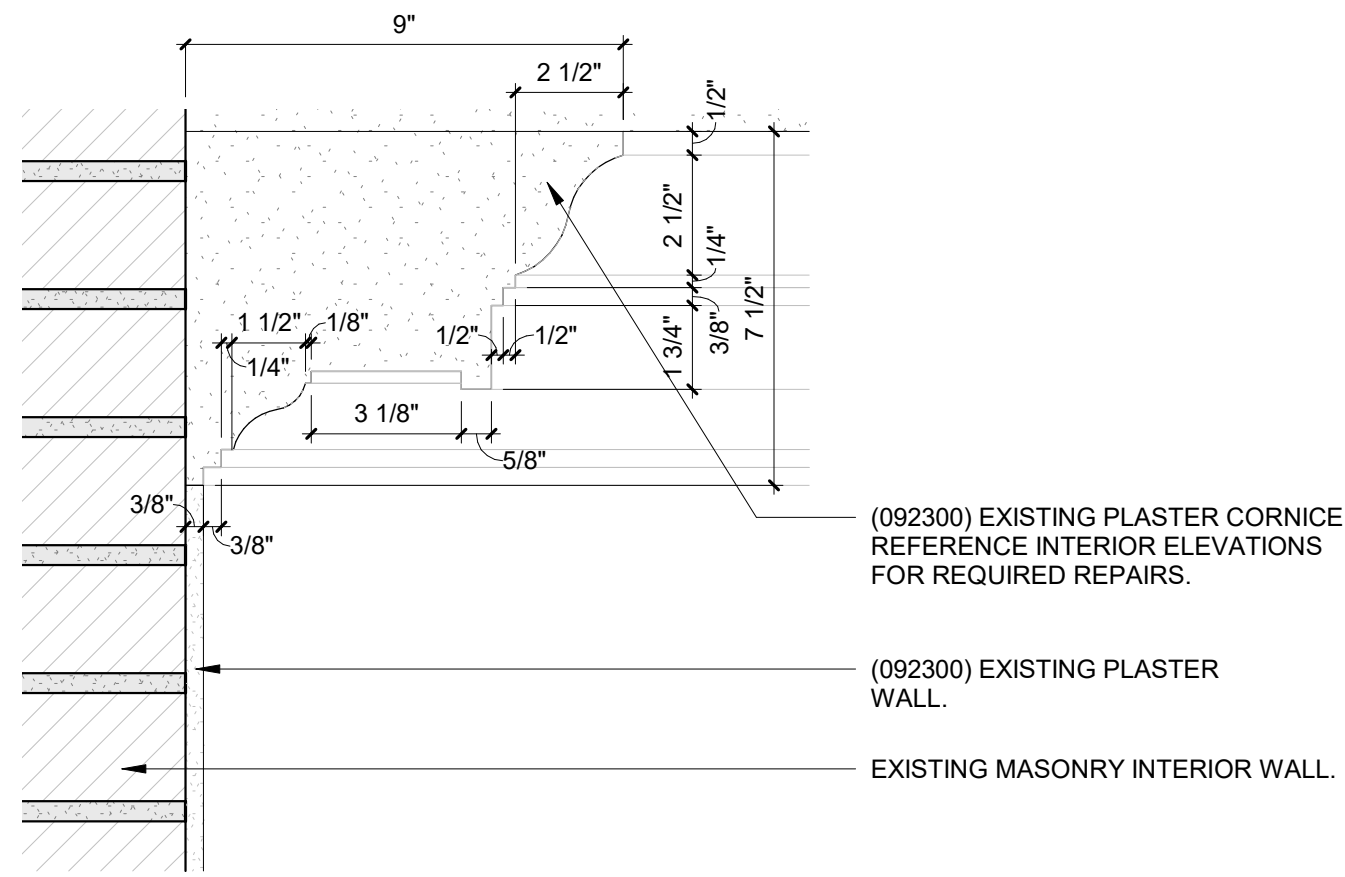 9"
2 1/2"
1/2"
2 1/2"
1/4"
7 1/2"
3/8"
1 3/4"
1 1/2"
1/8"
1/4"
1/2"
1/2"
3 1/8"
5/8"
3/8"
3/8"
(092300) EXISTING PLASTER CORNICE
REFERENCE INTERIOR ELEVATIONS
FOR REQUIRED REPAIRS.
(092300) EXISTING PLASTER
WALL.
EXISTING MASONRY INTERIOR WALL.